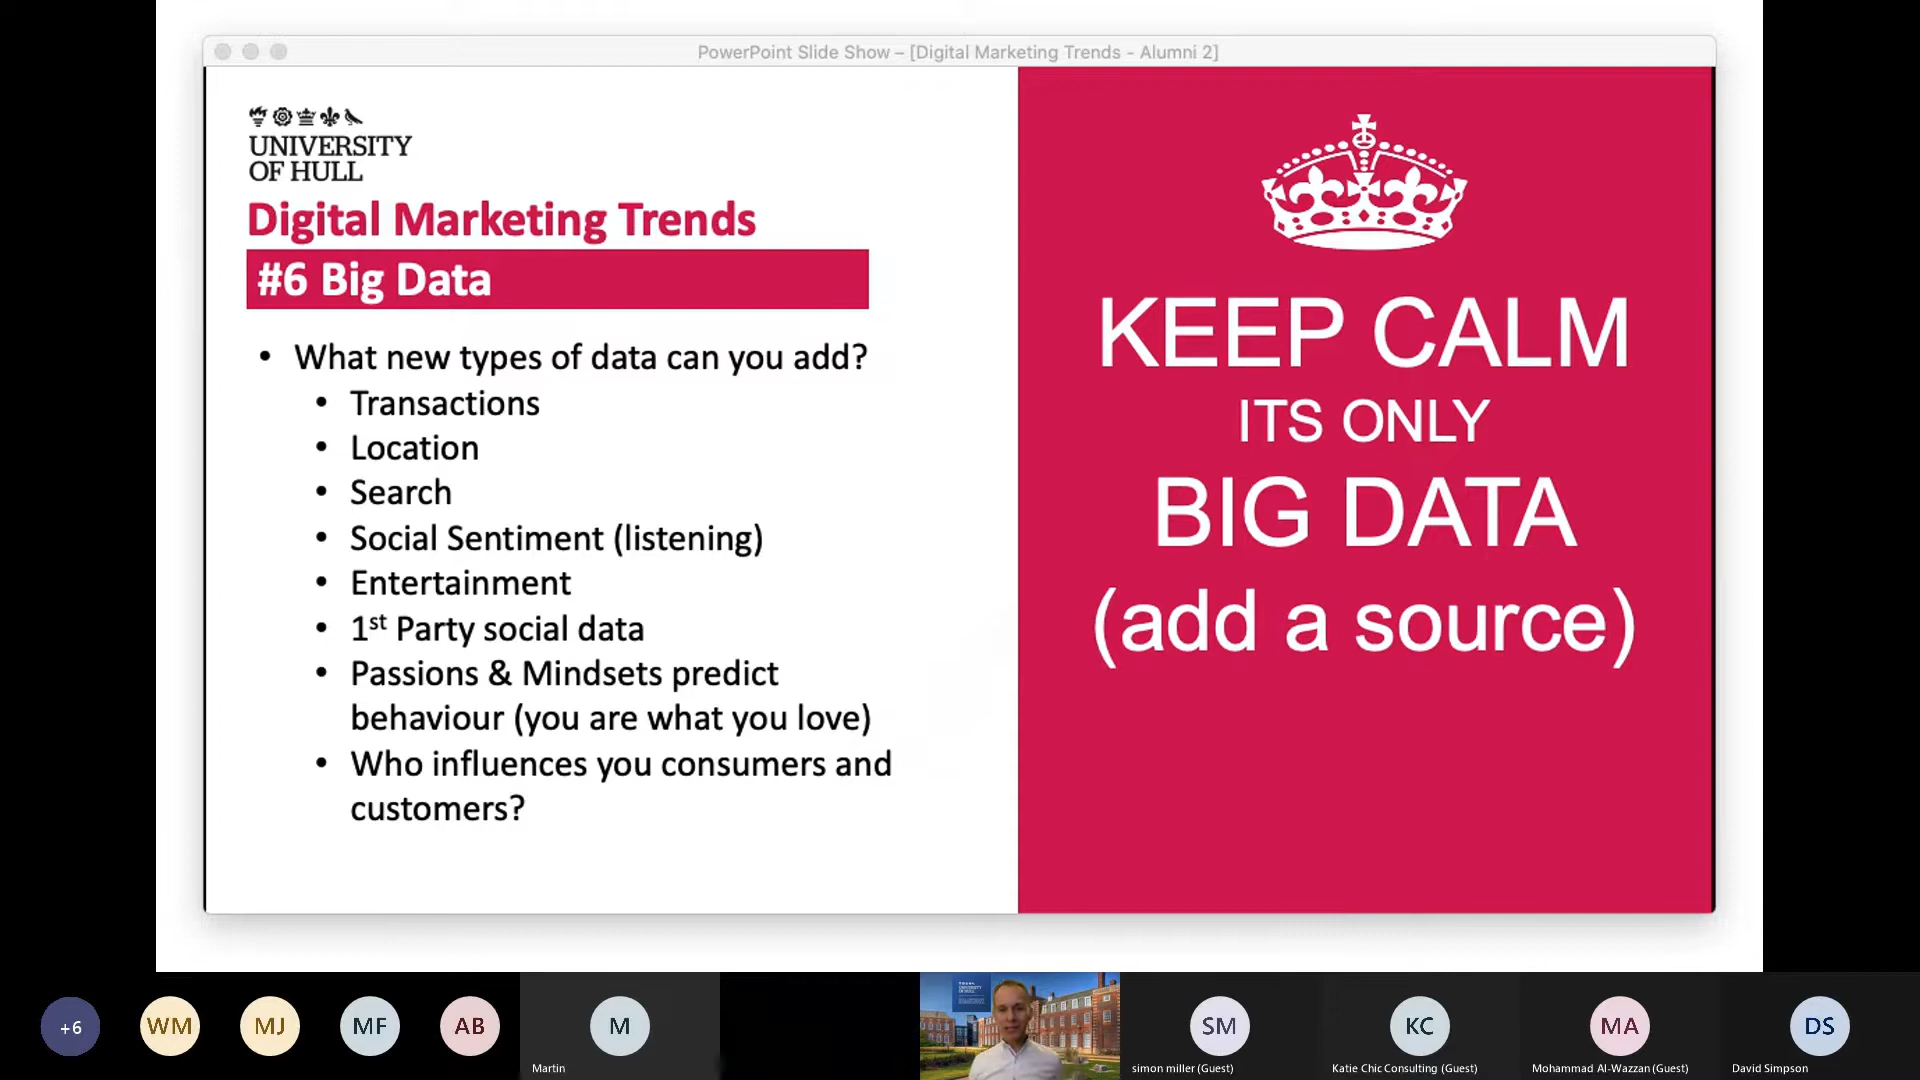 PowerPoint Slide Show – [Digital Marketing Trends - Alumni 2]
UNIVERSITY
OF HULL
Digital Marketing Trends
#6 Big Data
• What new types of data can you add?
• Transactions
• Location
• Search
• Social Sentiment (listening)
• Entertainment
• 1st Party social data
• Passions & Mindsets predict
behaviour (you are what you love)
• Who influences you consumers and
customers?
KEEP CALM
ITS ONLY
BIG DATA
(add a source)
+6
WM
MJ
MF
AB
M
Martin
UNIVERSITY
OF HULL
SM
simon miller (Guest)
KC
Katie Chic Consulting (Guest)
MA
Mohammad Al-Wazzan (Guest)
DS
David Simpson